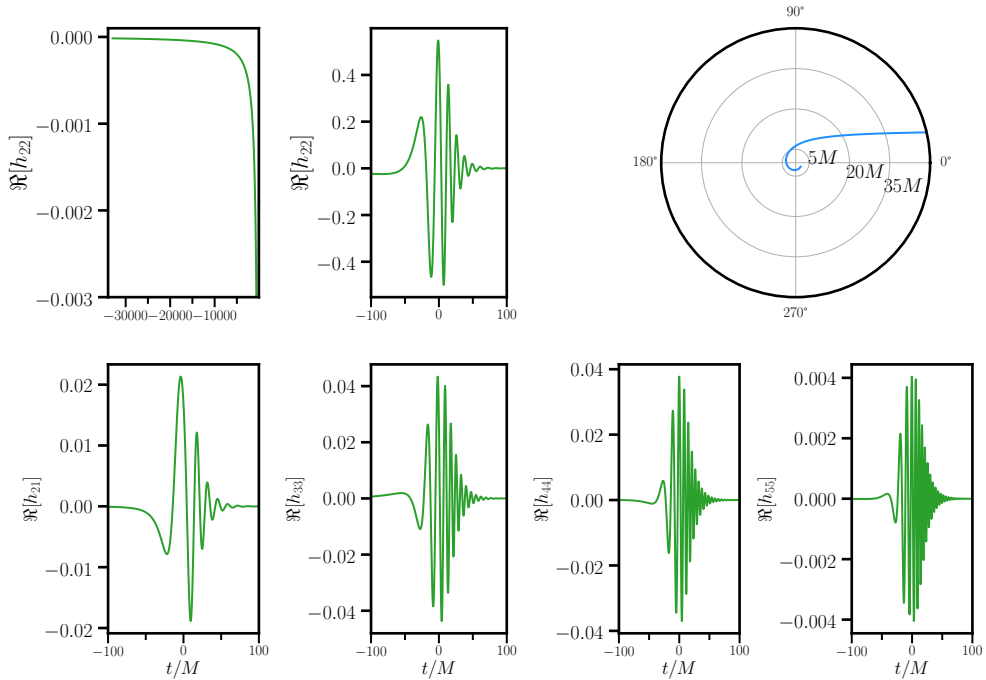 0.000
−0.001
−0.002
−0.003
ℜ[h₂₂]
−30000 −20000 −10000
0.4
0.2
0.0
−0.2
−0.4
ℜ[h₂₂]
−100 0 100
90°
180°
0°
270°
5M
20M
35M
0.02
0.01
0.00
−0.01
−0.02
ℜ[h₂₁]
−100 0 100
t/M
0.04
0.02
0.00
−0.02
−0.04
ℜ[h₃₃]
−100 0 100
t/M
0.04
0.02
0.00
−0.02
−0.04
ℜ[h₄₄]
−100 0 100
t/M
0.004
0.002
0.000
−0.002
−0.004
ℜ[h₅₅]
−100 0 100
t/M